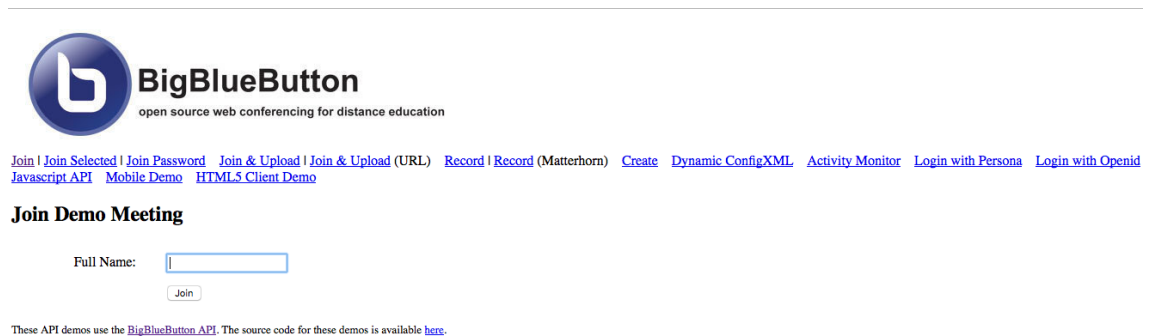 BigBlueButton
open source web conferencing for distance education
Join | Join Selected | Join Password Join & Upload | Join & Upload (URL) Record | Record (Matterhorn) Create Dynamic ConfigXML Activity Monitor Login with Persona Login with Openid
Javascript API Mobile Demo HTML5 Client Demo
Join Demo Meeting
Full Name:
Join
These API demos use the BigBlueButton API. The source code for these demos is available here.